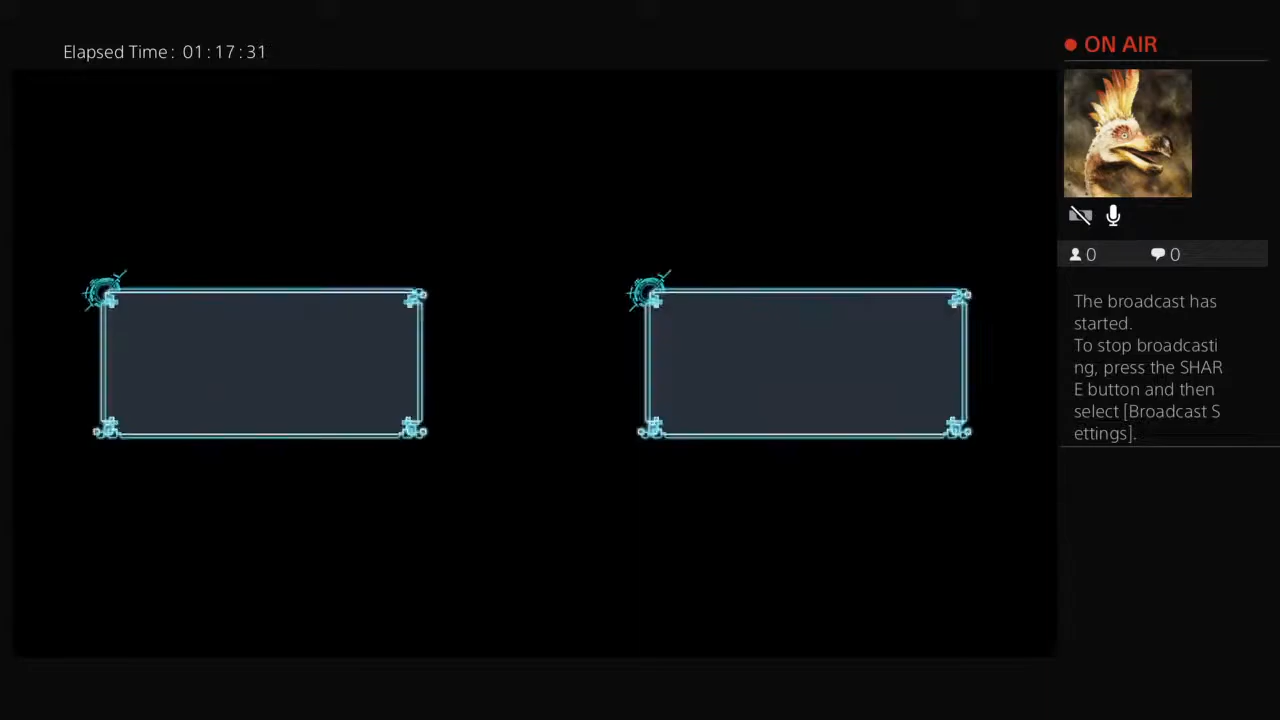 Elapsed Time: 01:17:31
ON AIR
0
0
The broadcast has
started.
To stop broadcasti
ng, press the SHAR
E button and then
select [Broadcast S
ettings].